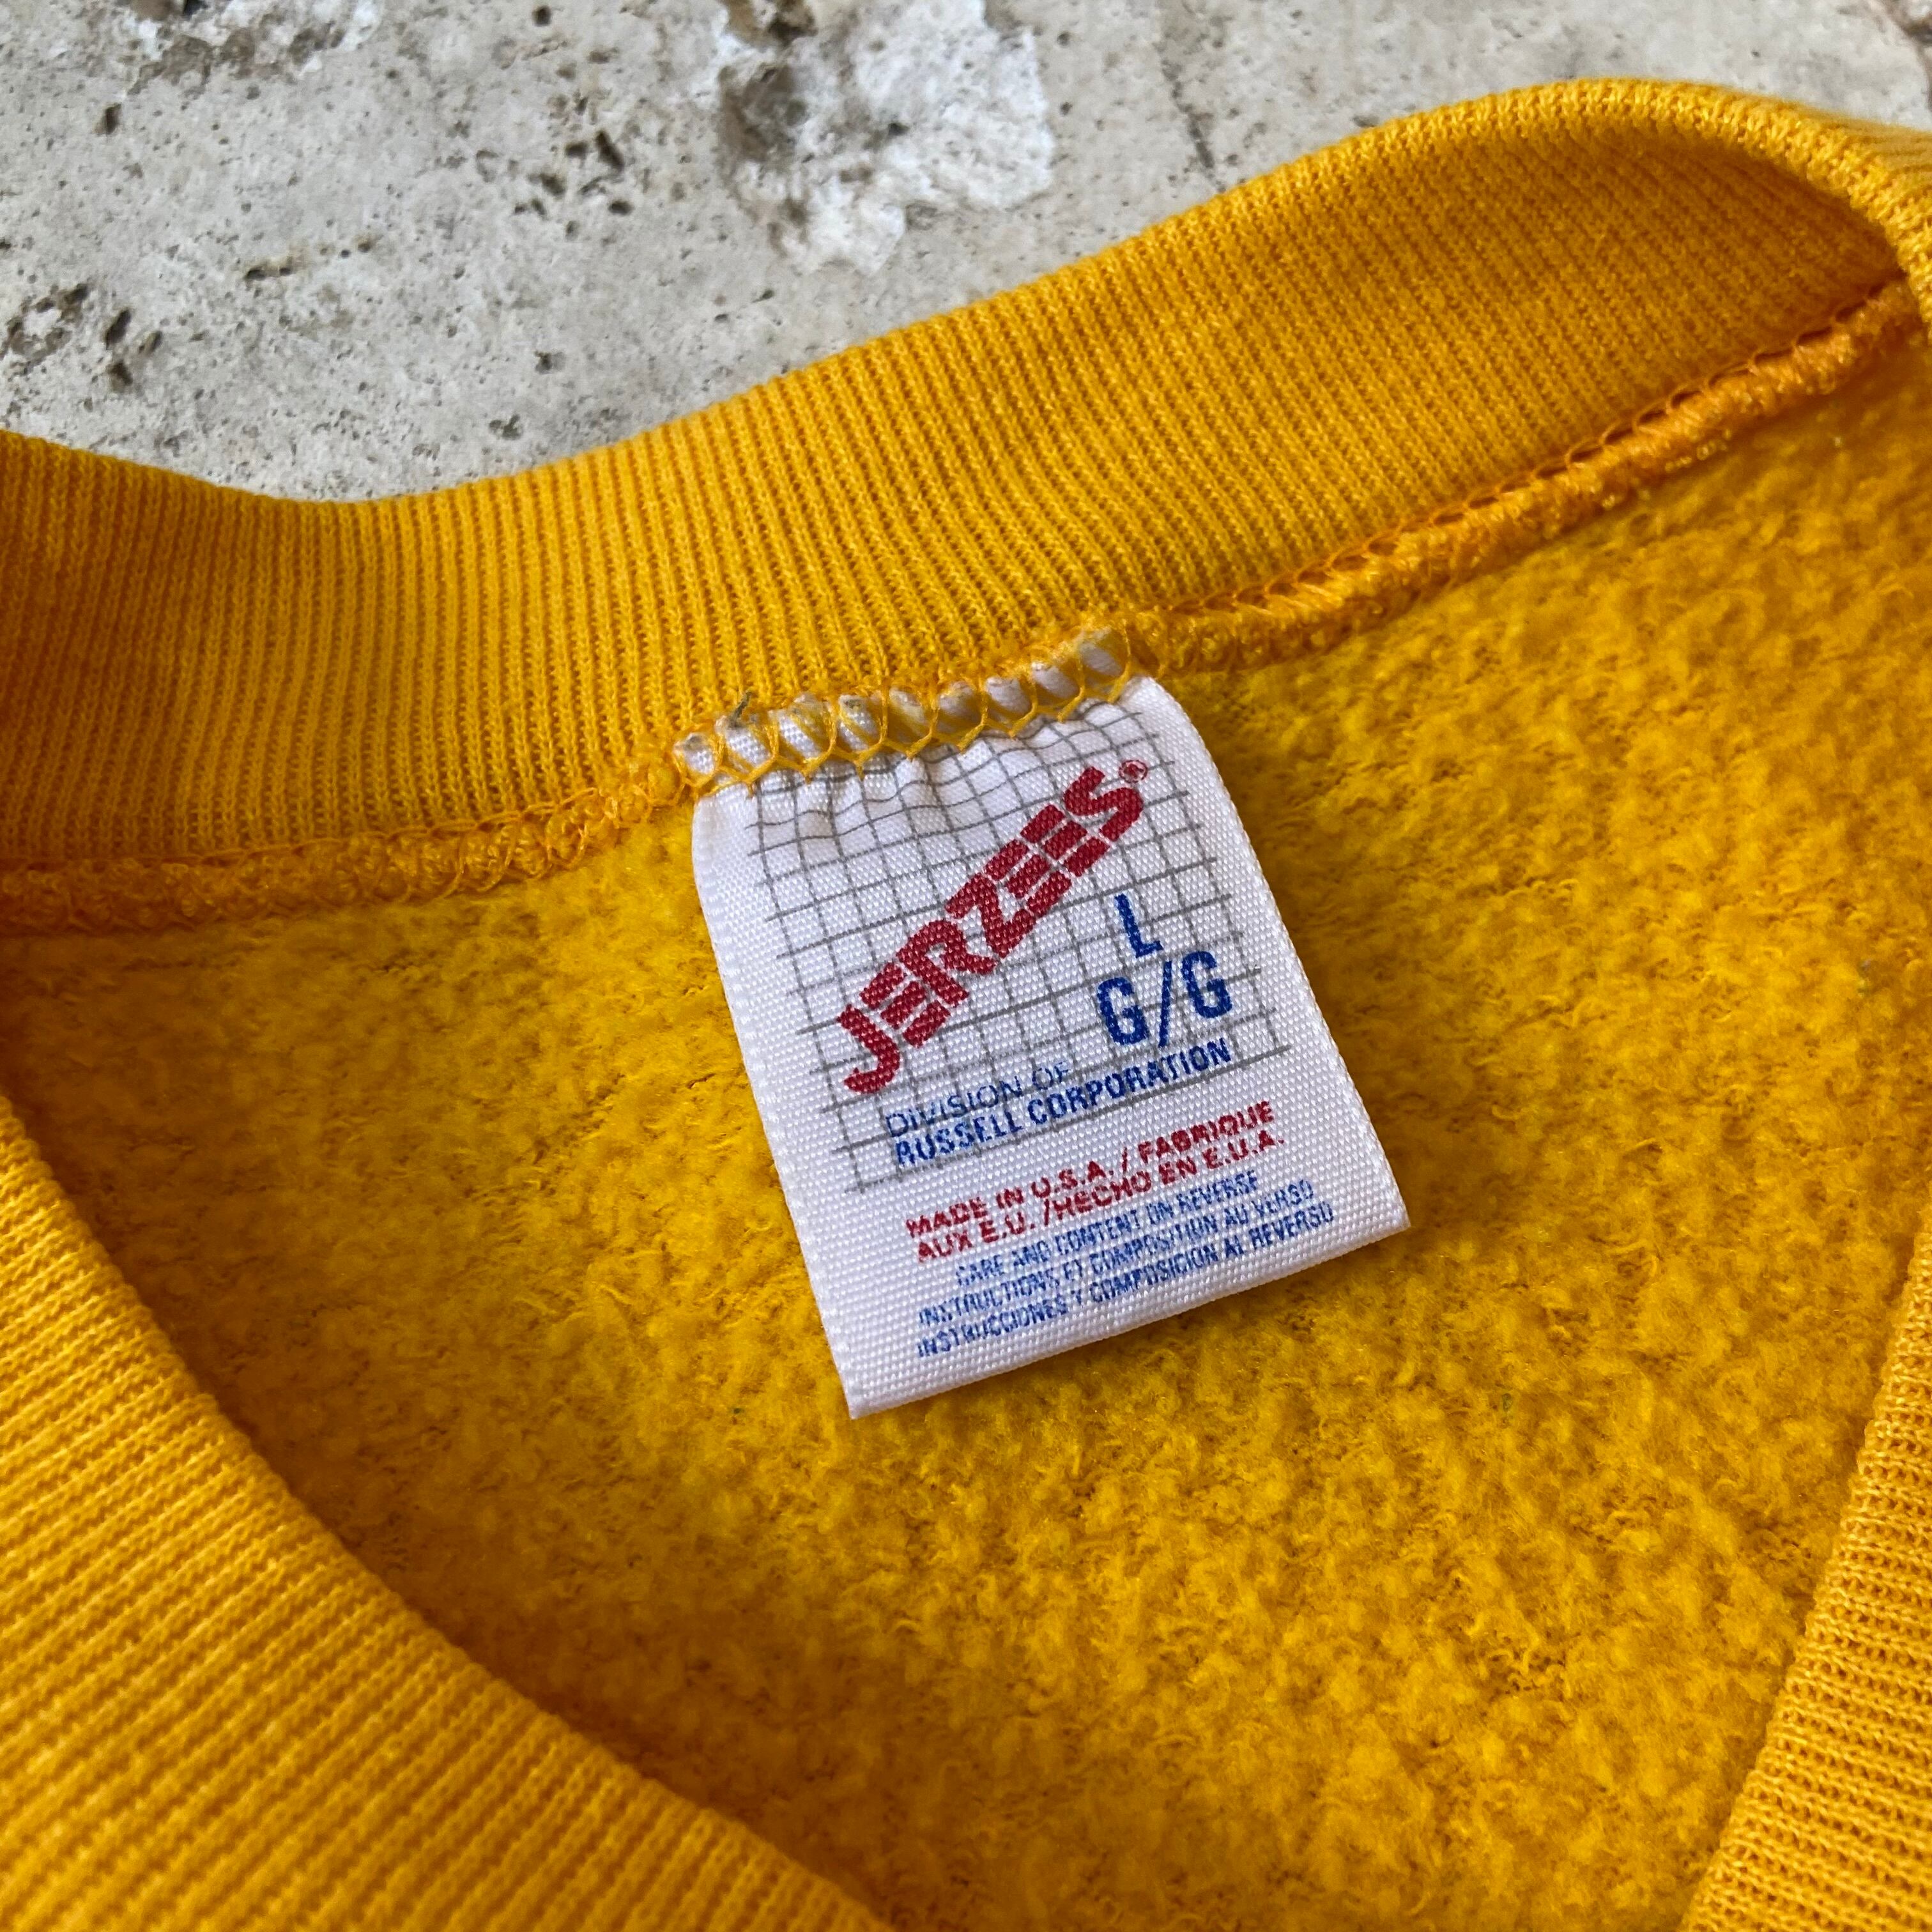 JERZEES®
L
G/G
DIVISION OF
RUSSELL CORPORATION
MADE IN U.S.A. / FABRIQUE
AUX E.U. /HECHO EN E.U.A.
CARE AND CONTENT ON REVERSE
INSTRUCTIONS ET COMPOSITION AU VERSO
INSTRUCCIONES Y COMPOSICION AL REVERSO